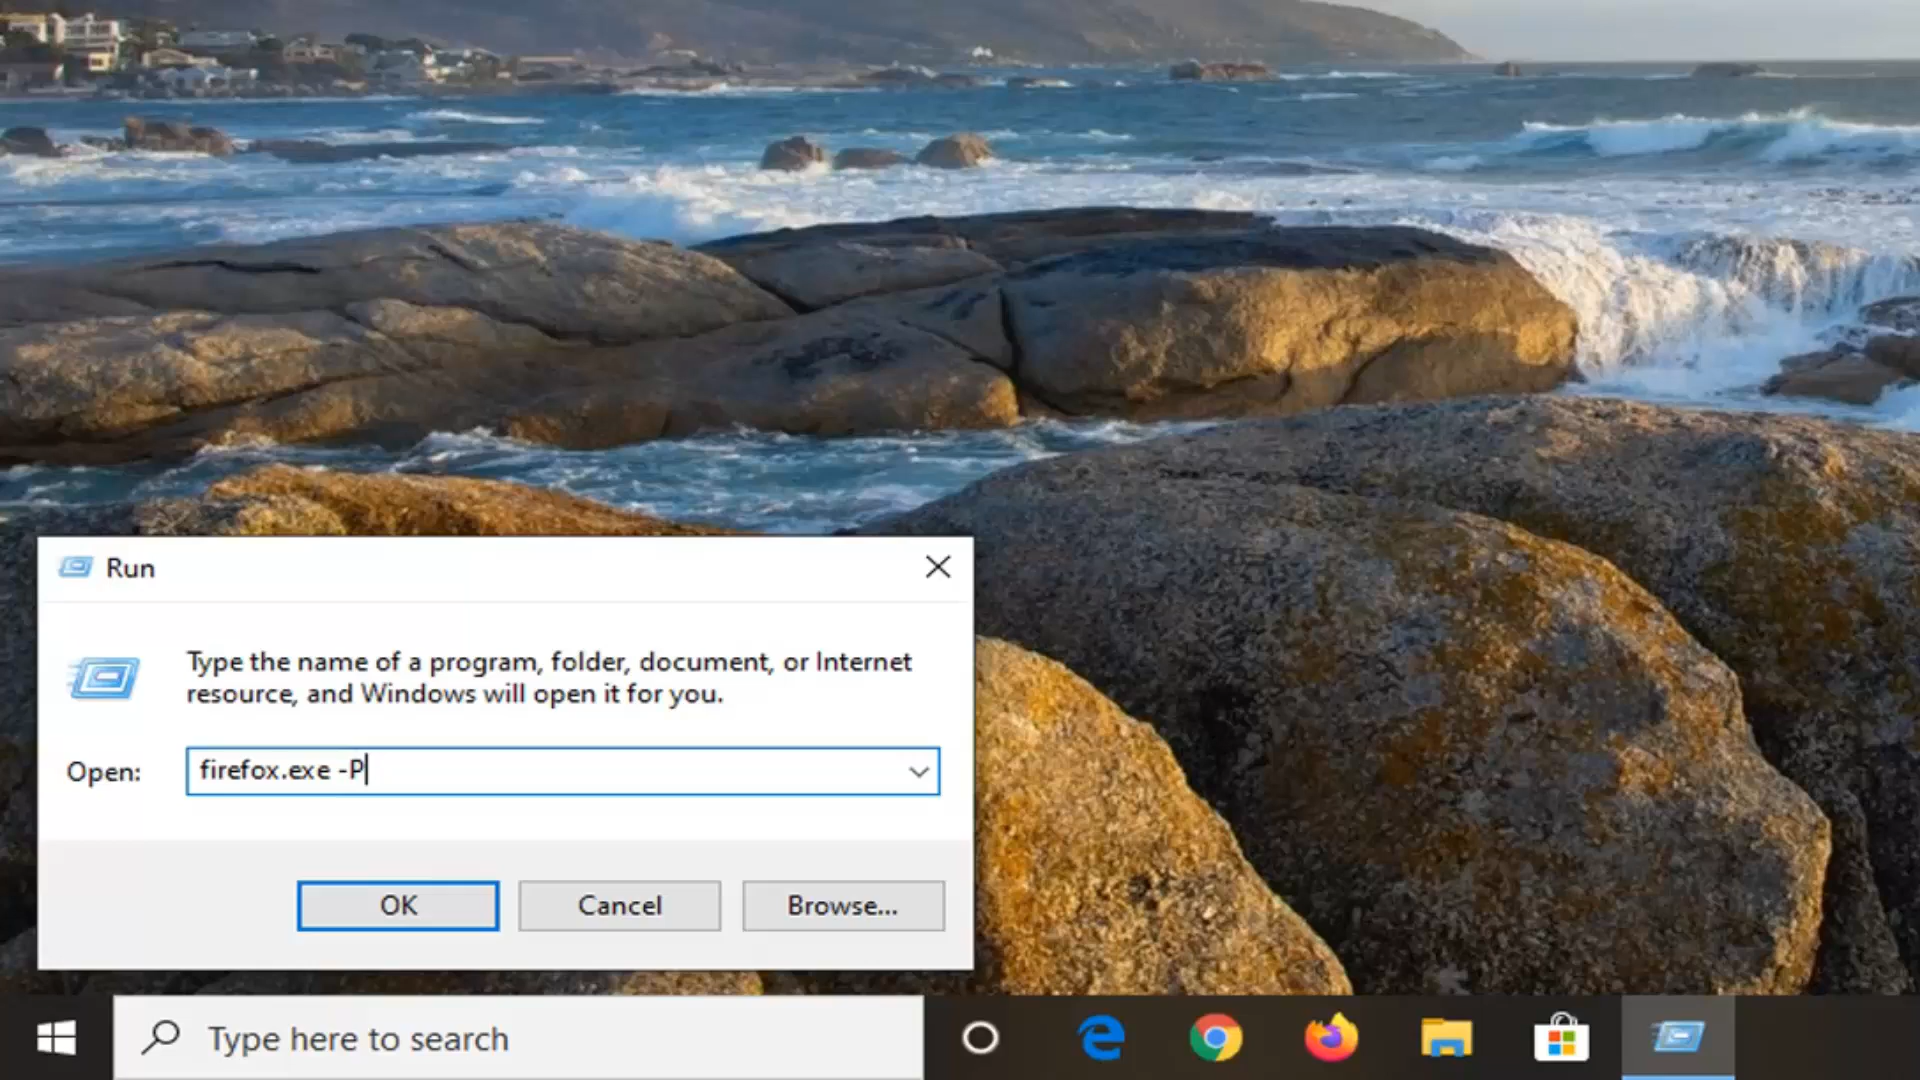 Run
Type the name of a program, folder, document, or Internet
resource, and Windows will open it for you.
Open:
firefox.exe -P
OK
Cancel
Browse...
Type here to search